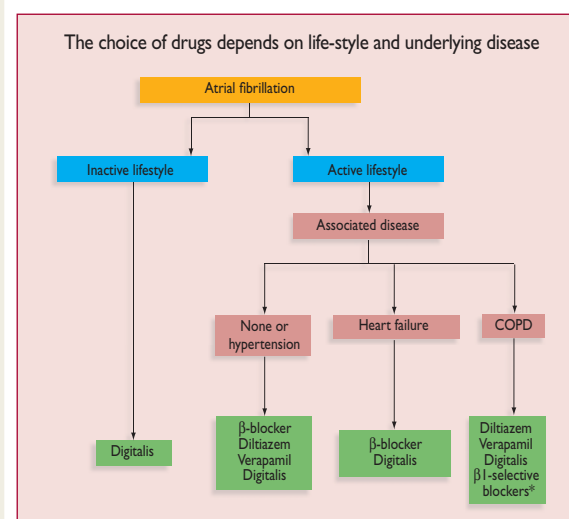 The choice of drugs depends on life-style and underlying disease
Atrial fibrillation
Inactive lifestyle
Active lifestyle
Associated disease
None or
hypertension
Heart failure
COPD
Digitalis
β-blocker
Diltiazem
Verapamil
Digitalis
β-blocker
Digitalis
Diltiazem
Verapamil
Digitalis
β1-selective
blockers*